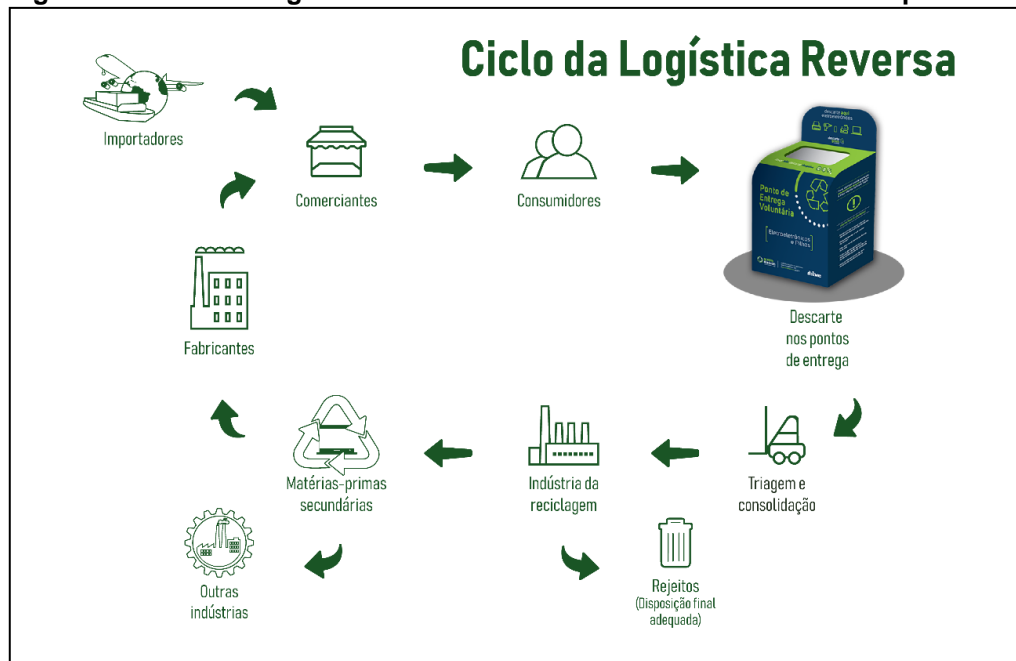 Ciclo da Logística Reversa
Importadores
Comerciantes
Consumidores
Ponto de
Entrega
Voluntária
Eletroeletrônicos
Descarte
nos pontos
de entrega
Fabricantes
Matérias-primas
secundárias
Indústria da
reciclagem
Triagem e
consolidação
Outras
indústrias
Rejeitos
(Disposição final
adequada)